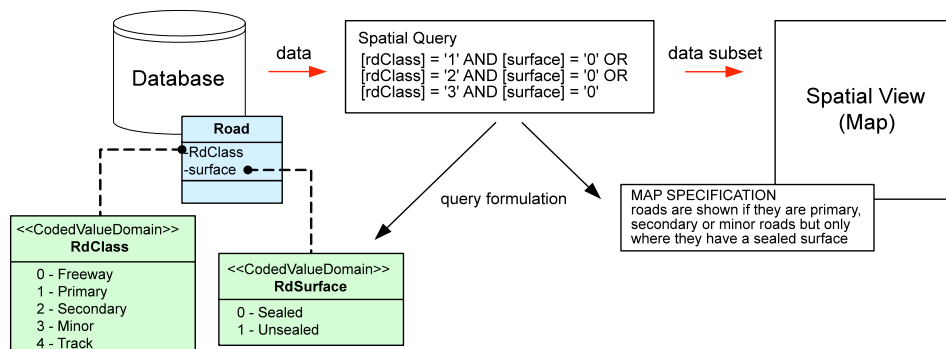 Database
data
Spatial Query
[rdClass] = '1' AND [surface] = '0' OR
[rdClass] = '2' AND [surface] = '0' OR
[rdClass] = '3' AND [surface] = '0'
data subset
Spatial View
(Map)
Road
-RdClass
-surface
query formulation
MAP SPECIFICATION
roads are shown if they are primary,
secondary or minor roads but only
where they have a sealed surface
<<CodedValueDomain>>
RdClass
0 - Freeway
1 - Primary
2 - Secondary
3 - Minor
4 - Track
<<CodedValueDomain>>
RdSurface
0 - Sealed
1 - Unsealed